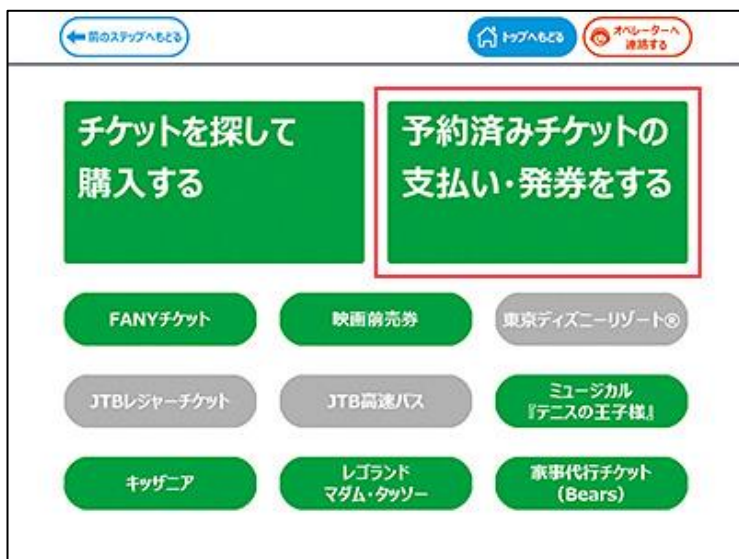 前のステップへもどる
トップへもどる
オペレーターへ
連絡する
チケットを探して
購入する
予約済みチケットの
支払い・発券をする
FANYチケット
映画前売券
東京ディズニーリゾート®
JTBレジャーチケット
JTB高速バス
ミュージカル
『テニスの王子様』
キッザニア
レゴランド
マダム・タッソー
家事代行チケット
(Bears)